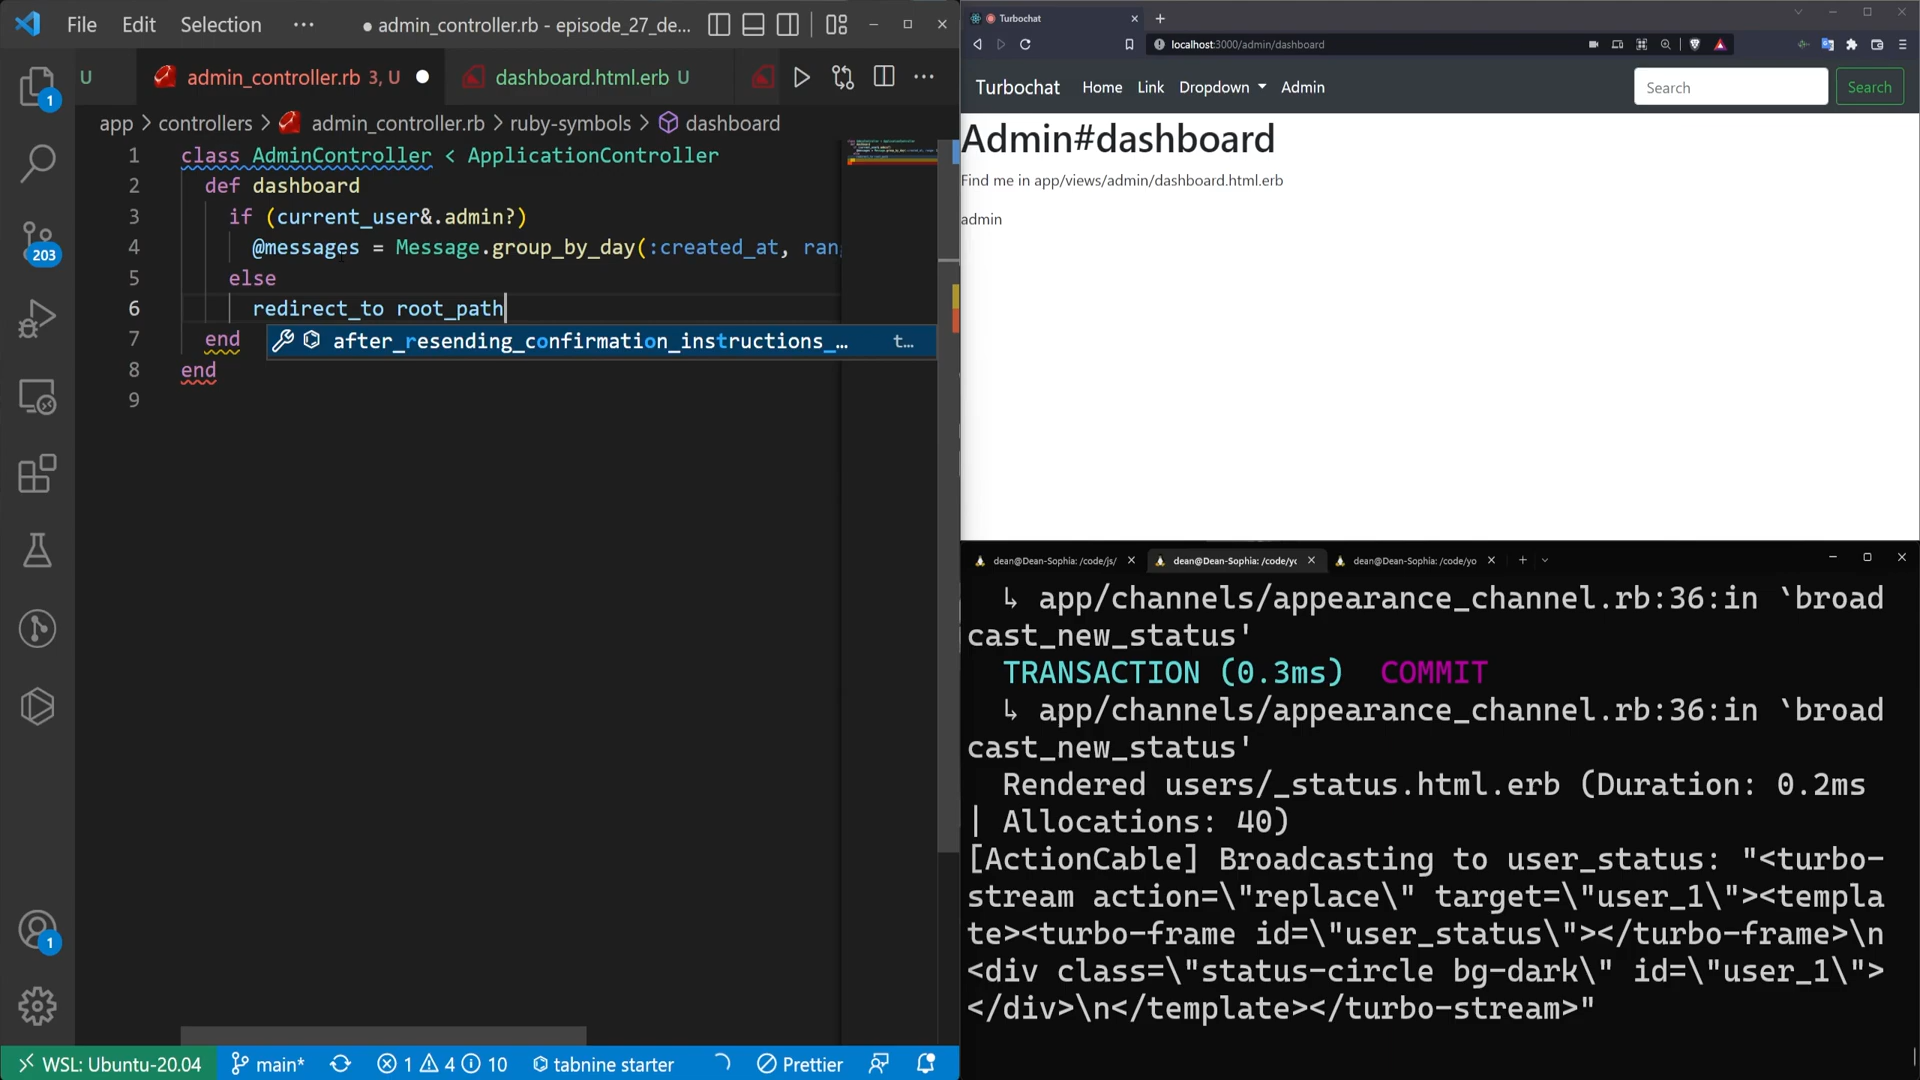 File Edit Selection ··· ● admin_controller.rb - episode_27_de...
U admin_controller.rb 3, U ● dashboard.html.erb U ···
app > controllers > admin_controller.rb > ruby-symbols > dashboard
1 class AdminController < ApplicationController
2 def dashboard
3 if (current_user&.admin?)
4 @messages = Message.group_by_day(:created_at, rang
5 else
6 redirect_to root_path
after_resending_confirmation_instructions_… t…
7 end
8 end
9
1
203
1
WSL: Ubuntu-20.04 main* 1 4 10 tabnine starter Prettier
Turbochat
localhost:3000/admin/dashboard
Turbochat Home Link Dropdown Admin Search Search
Admin#dashboard
Find me in app/views/admin/dashboard.html.erb
admin
dean@Dean-Sophia: /code/js/ dean@Dean-Sophia: /code/yc dean@Dean-Sophia: /code/yo
↳ app/channels/appearance_channel.rb:36:in `broad
cast_new_status'
TRANSACTION (0.3ms) COMMIT
↳ app/channels/appearance_channel.rb:36:in `broad
cast_new_status'
Rendered users/_status.html.erb (Duration: 0.2ms
| Allocations: 40)
[ActionCable] Broadcasting to user_status: "<turbo-
stream action=\"replace\" target=\"user_1\"><templa
te><turbo-frame id=\"user_status\"></turbo-frame>\n
<div class=\"status-circle bg-dark\" id=\"user_1\">
</div>\n</template></turbo-stream>"